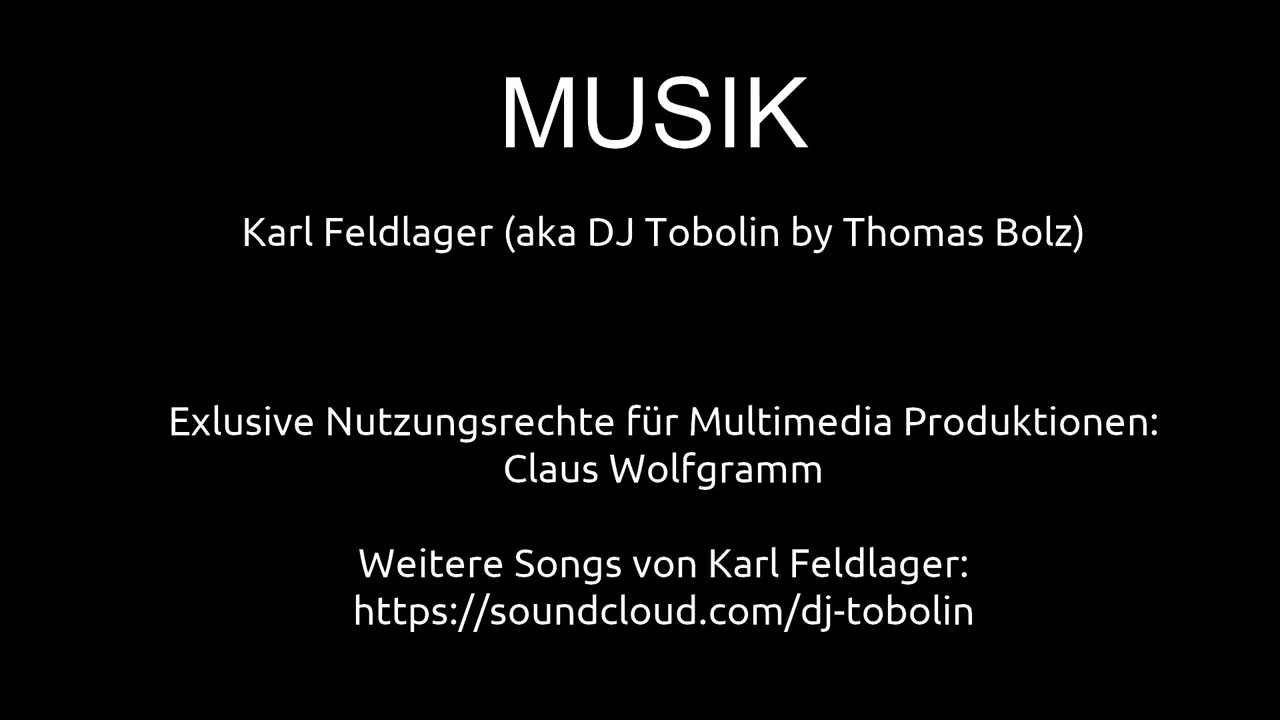 MUSIK
Karl Feldlager (aka DJ Tobolin by Thomas Bolz)
Exlusive Nutzungsrechte für Multimedia Produktionen:
Claus Wolfgramm
Weitere Songs von Karl Feldlager:
https://soundcloud.com/dj-tobolin